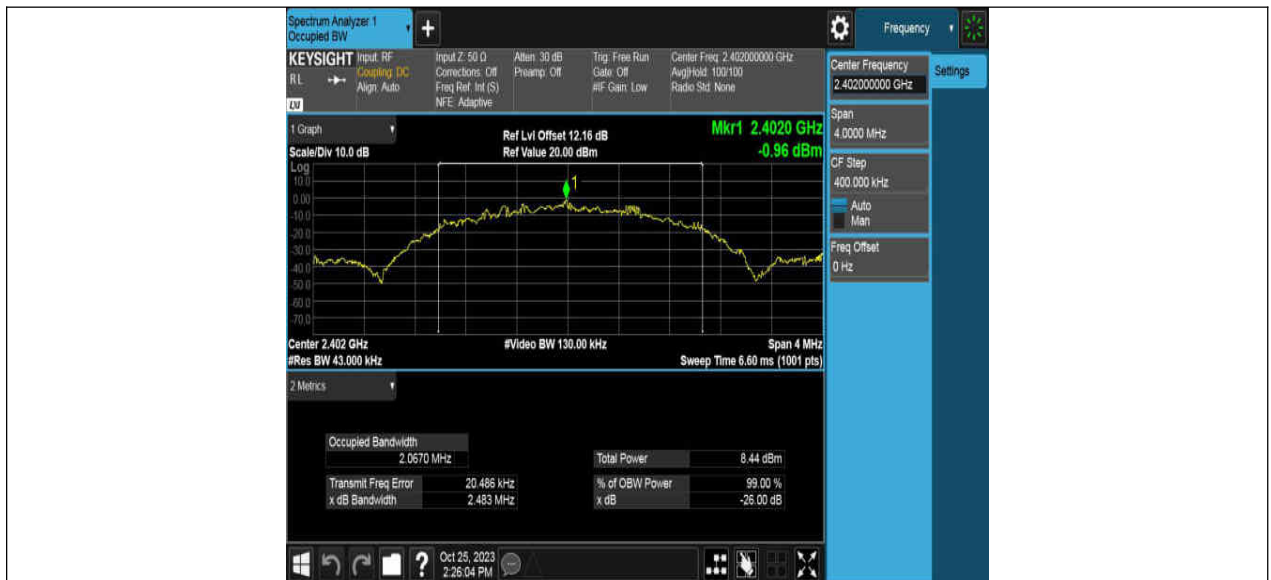 Spectrum Analyzer 1
Occupied BW
Frequency
KEYSIGHT
RL
LXI
Input: RF
Coupling: DC
Align: Auto
Input Z: 50 Ω
Corrections: Off
Freq Ref: Int (S)
NFE: Adaptive
Atten: 30 dB
Preamp: Off
Trig: Free Run
Gate: Off
#IF Gain: Low
Center Freq: 2.402000000 GHz
Avg|Hold: 100/100
Radio Std: None
Center Frequency
2.402000000 GHz
Settings
Span
4.0000 MHz
CF Step
400.000 kHz
Auto
Man
Freq Offset
0 Hz
1 Graph
Scale/Div 10.0 dB
Ref Lvl Offset 12.16 dB
Ref Value 20.00 dBm
Mkr1 2.4020 GHz
-0.96 dBm
Log
10.0
0.00
-10.0
-20.0
-30.0
-40.0
-50.0
-60.0
-70.0
1
Center 2.402 GHz
#Video BW 130.00 kHz
Span 4 MHz
#Res BW 43.000 kHz
Sweep Time 6.60 ms (1001 pts)
2 Metrics
Occupied Bandwidth
2.0670 MHz
Total Power 8.44 dBm
Transmit Freq Error 20.486 kHz
% of OBW Power 99.00 %
x dB Bandwidth 2.483 MHz
x dB -26.00 dB
Oct 25, 2023
2:26:04 PM